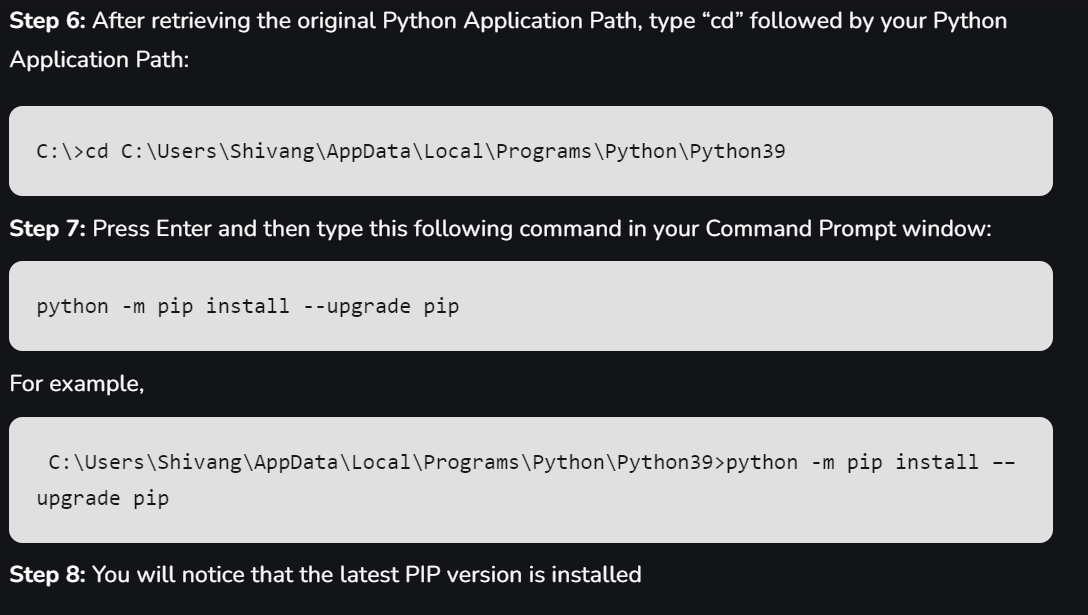 Step 6: After retrieving the original Python Application Path, type “cd” followed by your Python
Application Path:
C:\>cd C:\Users\Shivang\AppData\Local\Programs\Python\Python39
Step 7: Press Enter and then type this following command in your Command Prompt window:
python -m pip install --upgrade pip
For example,
C:\Users\Shivang\AppData\Local\Programs\Python\Python39>python -m pip install --
upgrade pip
Step 8: You will notice that the latest PIP version is installed